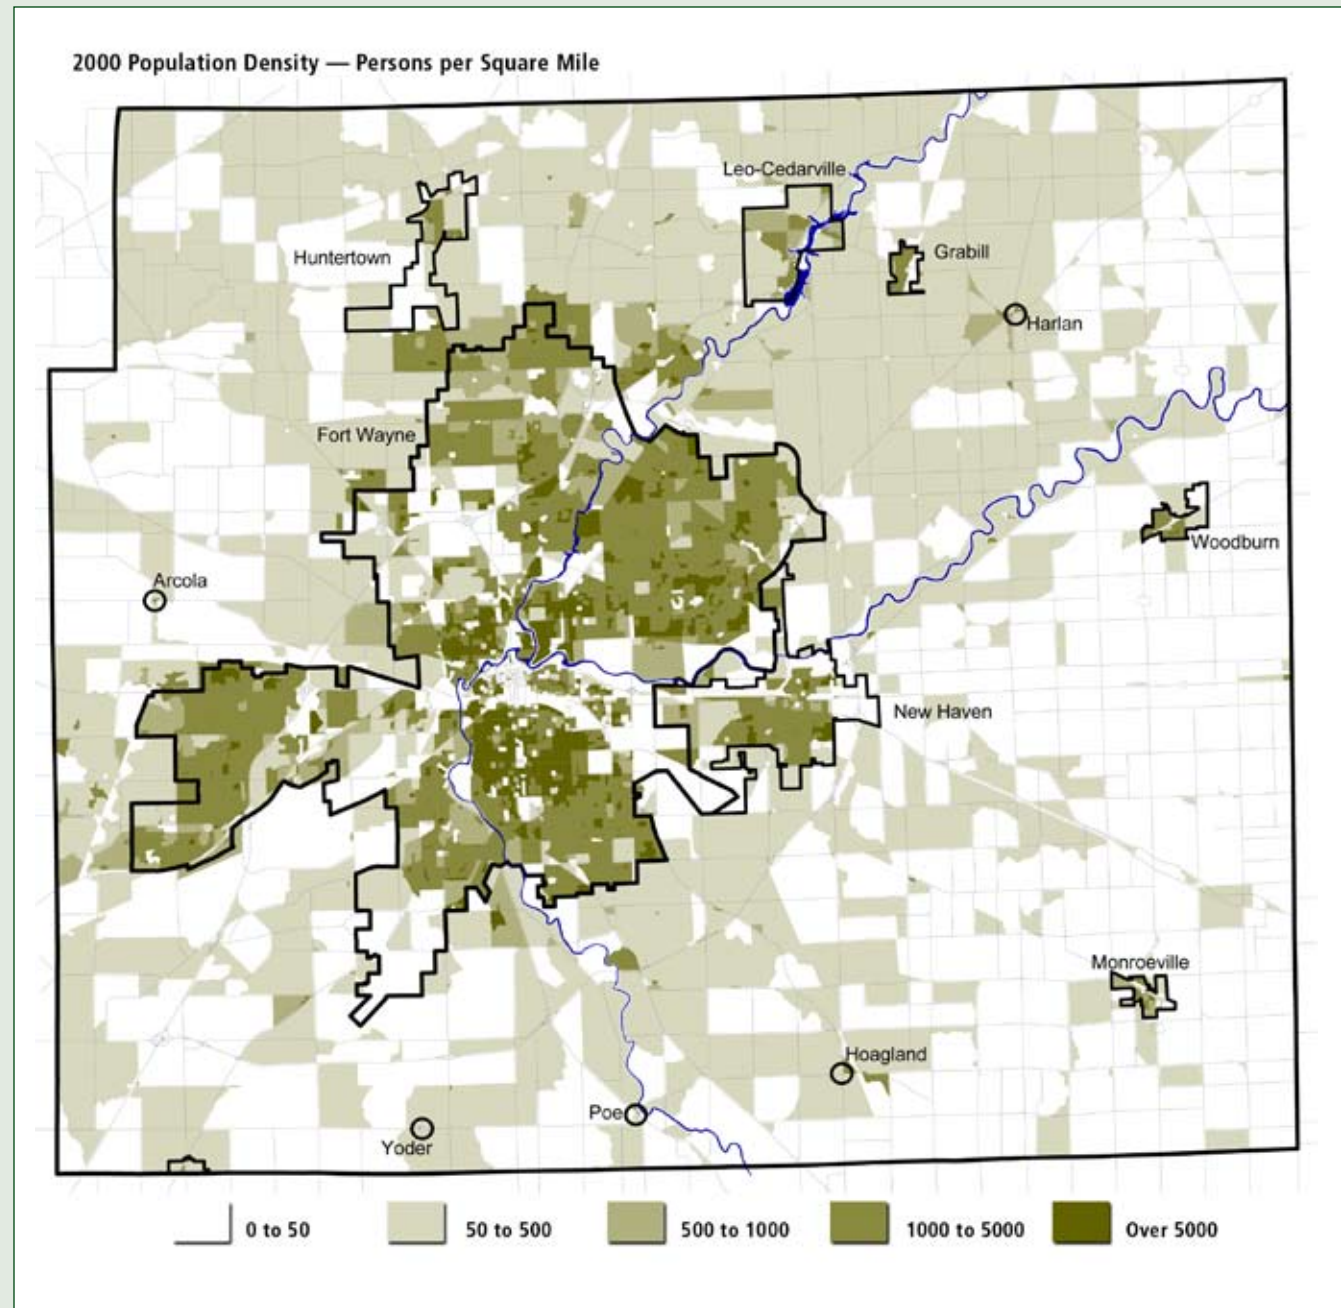 2000 Population Density — Persons per Square Mile
Leo-Cedarville
Huntertown
Grabill
Harlan
Fort Wayne
Woodburn
Arcola
New Haven
Monroeville
Hoagland
Poe
Yoder
0 to 50
50 to 500
500 to 1000
1000 to 5000
Over 5000